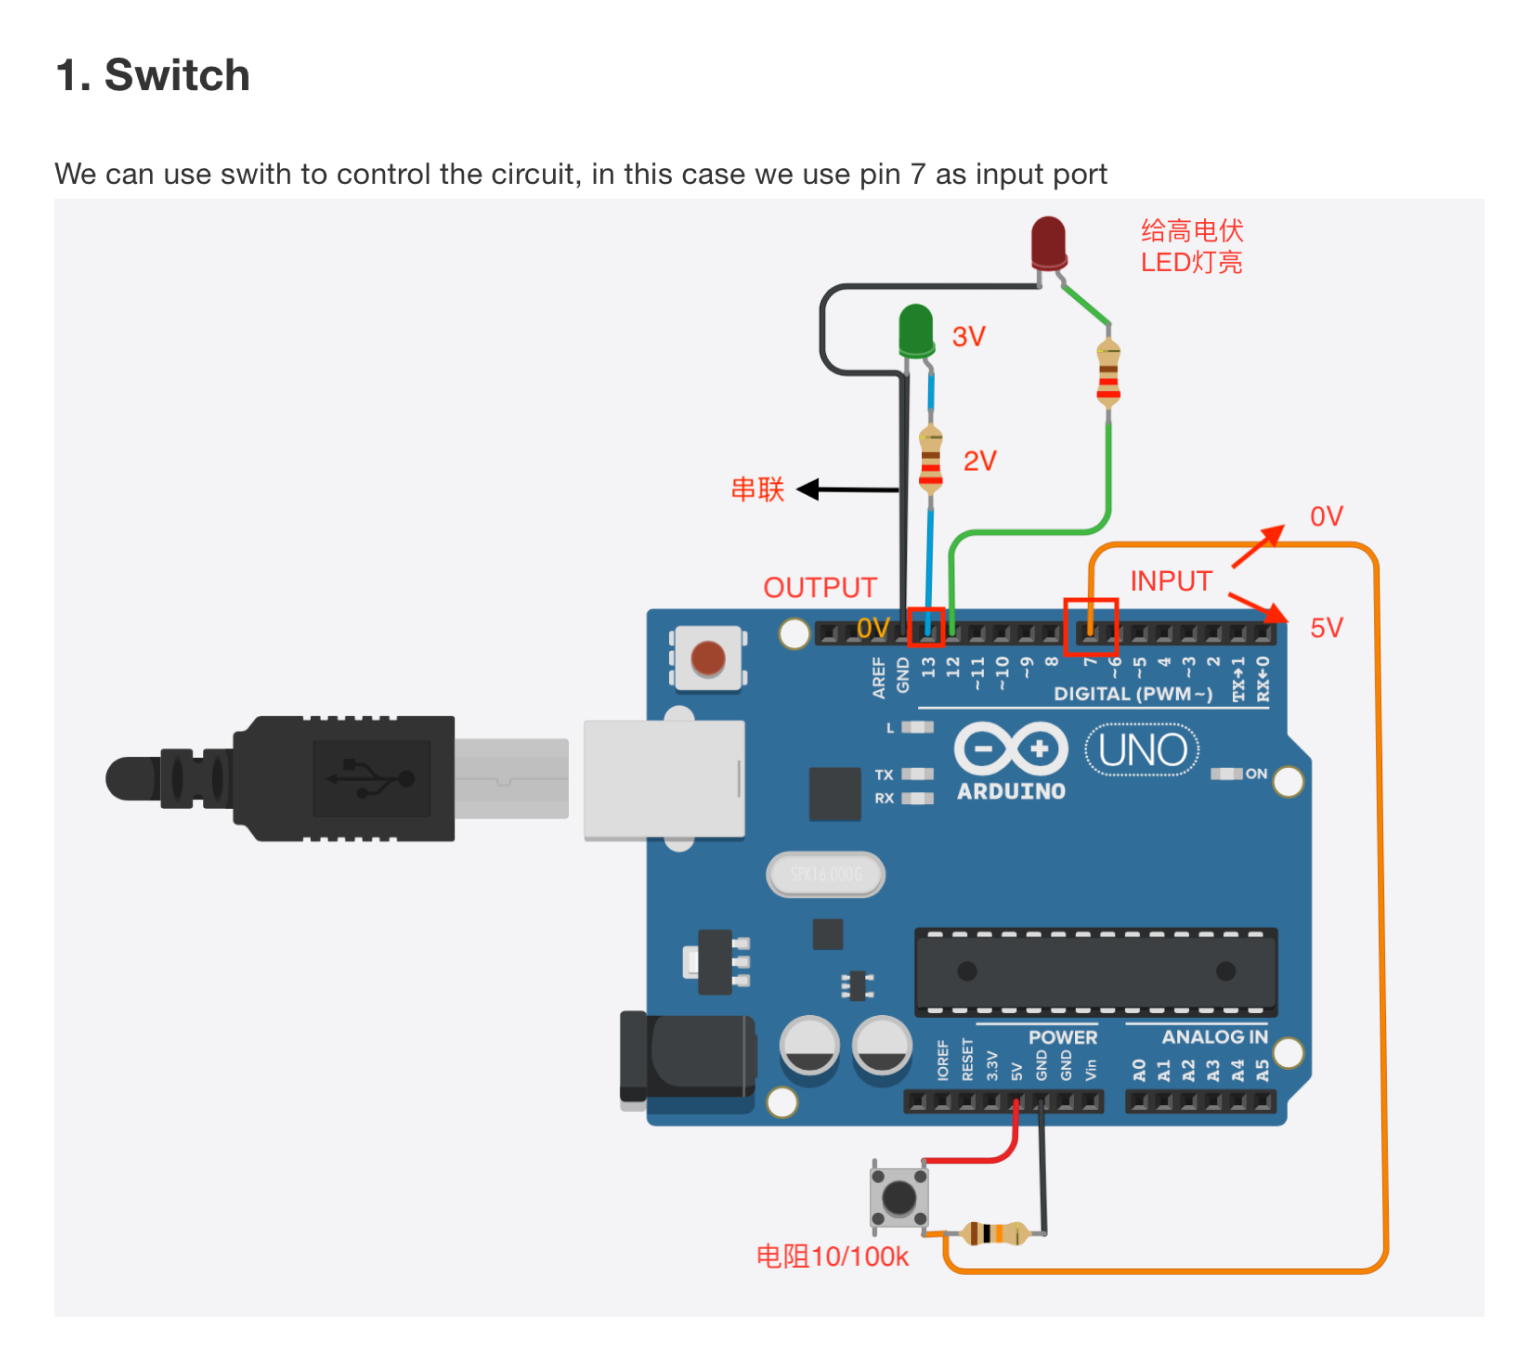 1. Switch
We can use swith to control the circuit, in this case we use pin 7 as input port
给高电伏
LED灯亮
3V
2V
串联
0V
INPUT
5V
OUTPUT
0V
AREF
GND
13
12
~11
~10
~9
8
7
~6
~5
4
~3
2
TX→1
RX←0
DIGITAL (PWM~)
L
TX
RX
ARDUINO
UNO
ON
SPK16.000G
POWER
ANALOG IN
IOREF
RESET
3.3V
5V
GND
GND
Vin
A0
A1
A2
A3
A4
A5
电阻10/100k